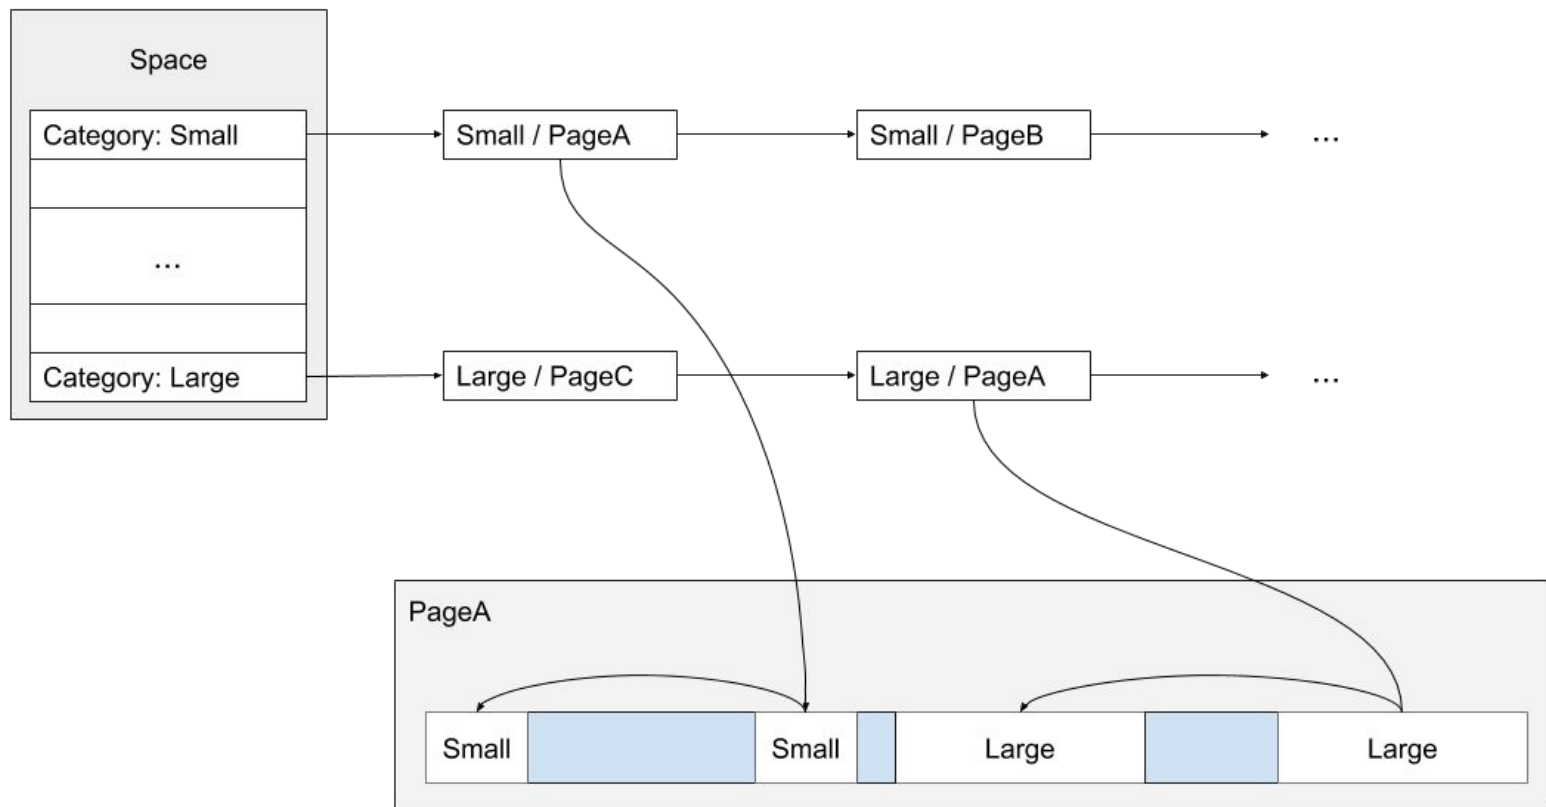 Space
Category: Small
Small / PageA
Small / PageB
...
...
Category: Large
Large / PageC
Large / PageA
...
PageA
Small
Small
Large
Large